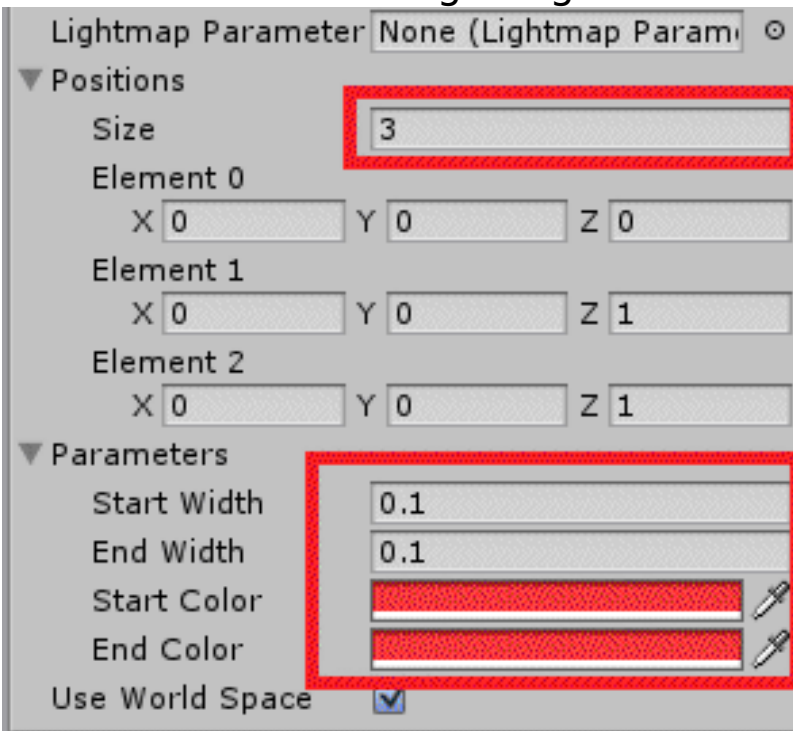 Lightmap Parameter None (Lightmap Param
Positions
Size 3
Element 0
X 0 Y 0 Z 0
Element 1
X 0 Y 0 Z 1
Element 2
X 0 Y 0 Z 1
Parameters
Start Width 0.1
End Width 0.1
Start Color
End Color
Use World Space